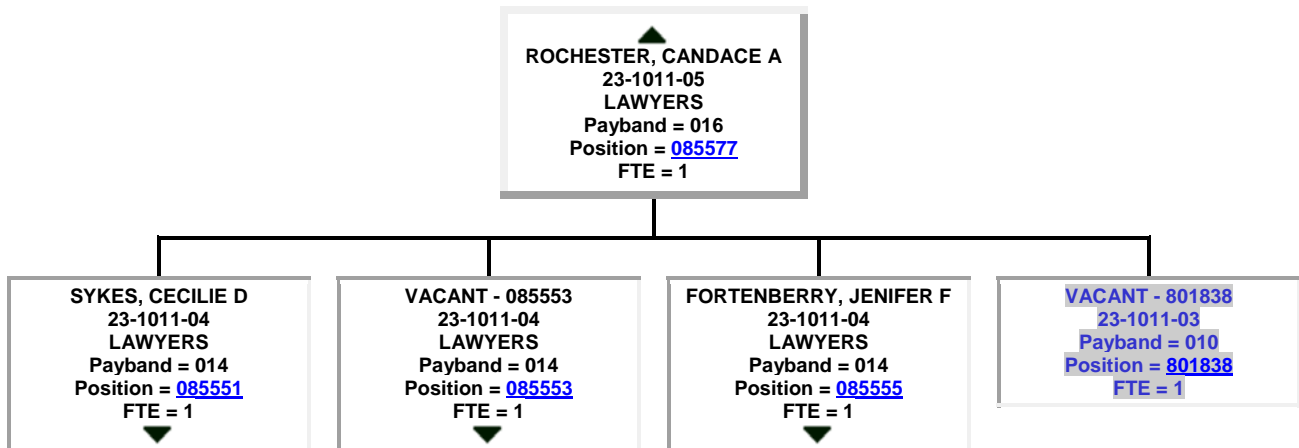 ROCHESTER, CANDACE A
23-1011-05
LAWYERS
Payband = 016
Position = 085577
FTE = 1
SYKES, CECILIE D
23-1011-04
LAWYERS
Payband = 014
Position = 085551
FTE = 1
VACANT - 085553
23-1011-04
LAWYERS
Payband = 014
Position = 085553
FTE = 1
FORTENBERRY, JENIFER F
23-1011-04
LAWYERS
Payband = 014
Position = 085555
FTE = 1
VACANT - 801838
23-1011-03
Payband = 010
Position = 801838
FTE = 1